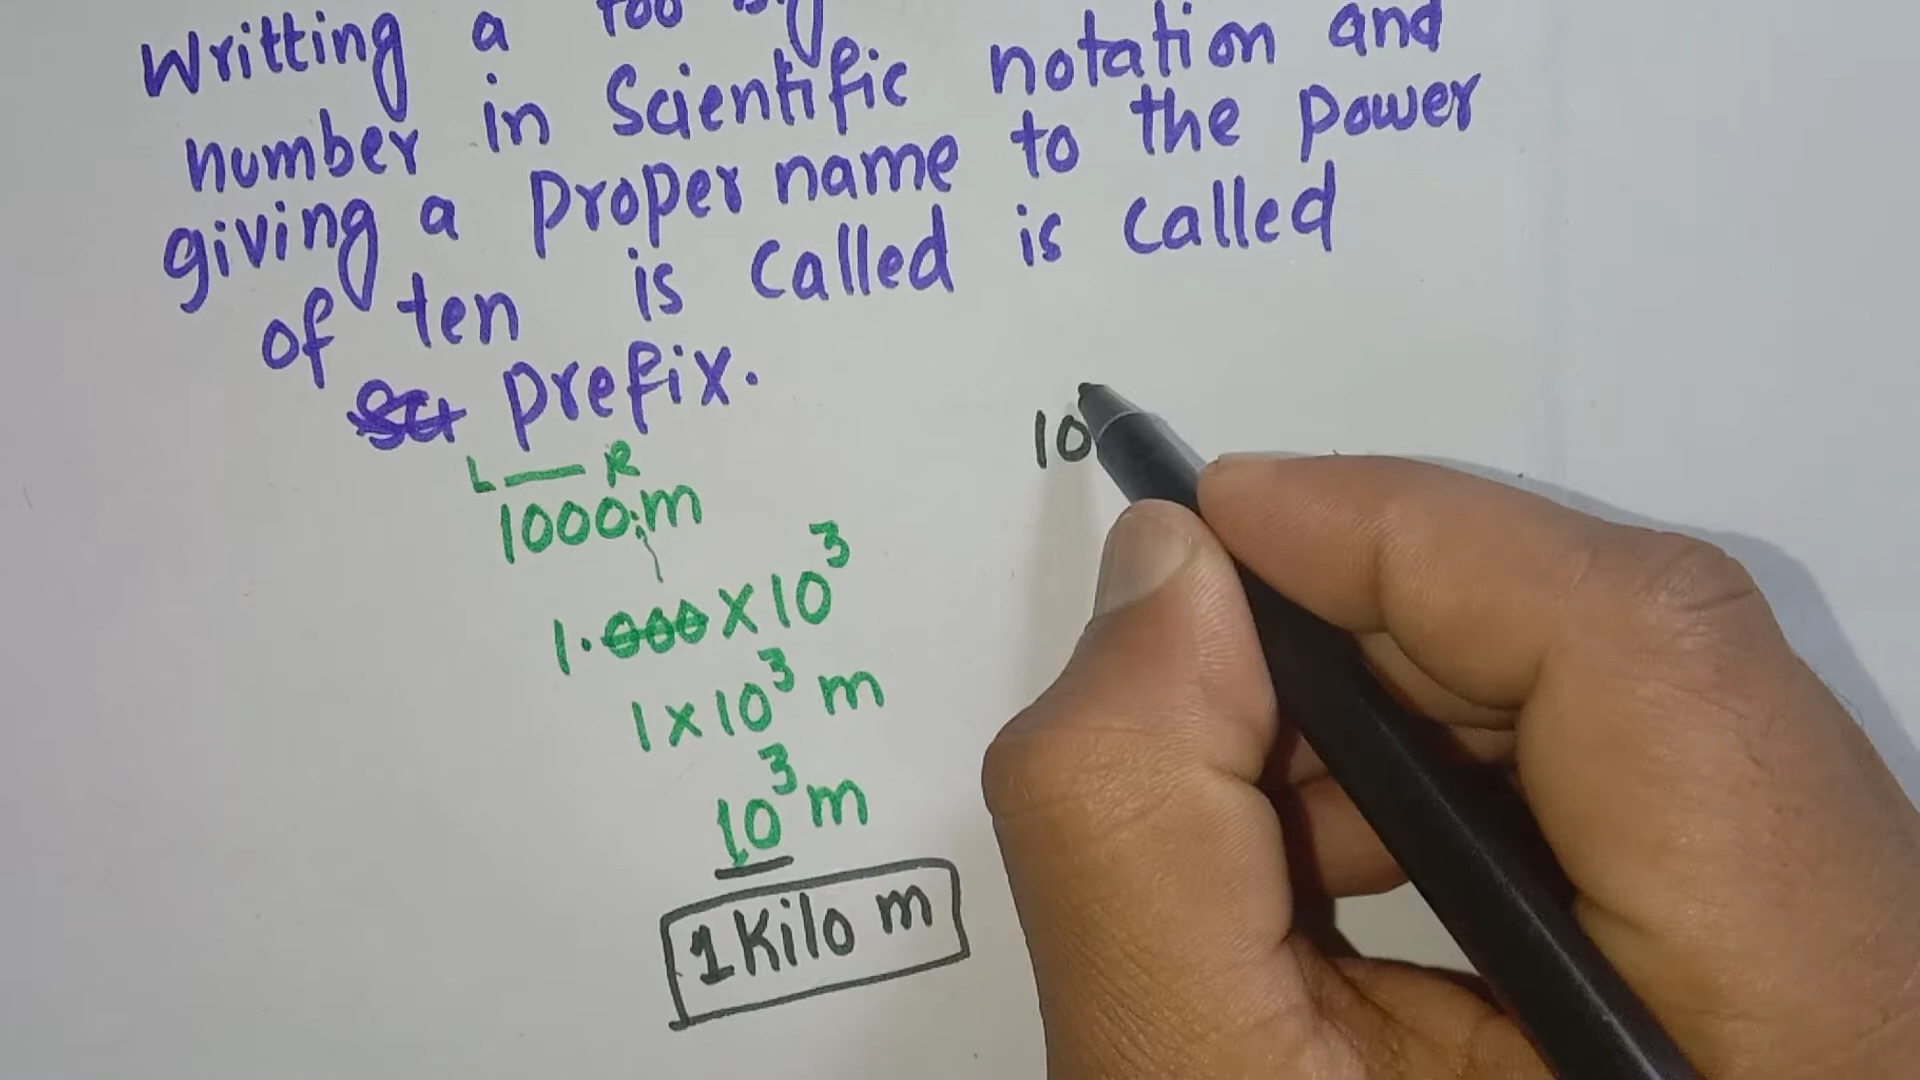 Writting a too
number in Scientific notation and
giving a Proper name to the power
of ten is called is called
Prefix.
L — R
1000.m
1.000 x 10³
1 x 10³ m
10³ m
1 Kilo m
10